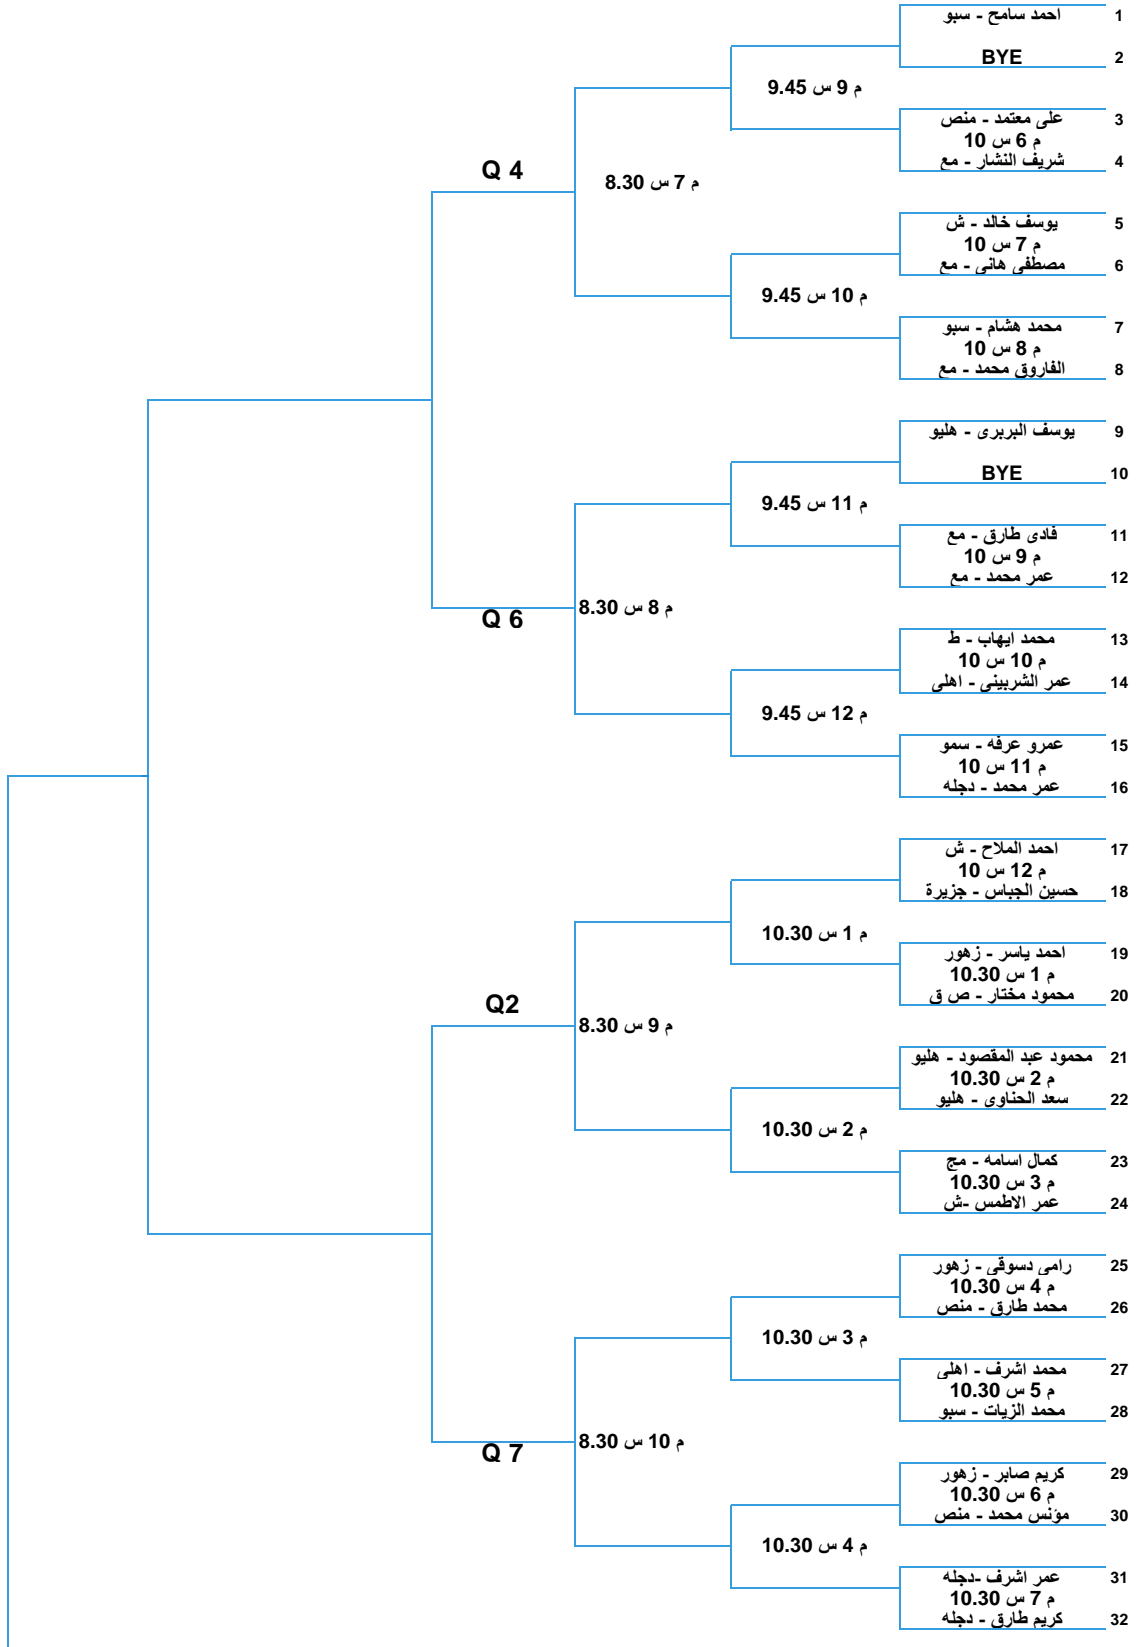 احمد سامح - سبو 1
BYE 2
م 9 س 9.45
على معتمد - منص 3
م 6 س 10
شريف النشار - مع 4
Q 4
م 7 س 8.30
يوسف خالد - ش 5
م 7 س 10
مصطفى هانى - مع 6
م 10 س 9.45
محمد هشام - سبو 7
م 8 س 10
الفاروق محمد - مع 8
يوسف البربرى - هليو 9
BYE 10
م 11 س 9.45
فادى طارق - مع 11
م 9 س 10
عمر محمد - مع 12
Q 6
م 8 س 8.30
محمد ايهاب - ط 13
م 10 س 10
عمر الشربينى - اهلى 14
م 12 س 9.45
عمرو عرفه - سمو 15
م 11 س 10
عمر محمد - دجله 16
احمد الملاح - ش 17
م 12 س 10
حسين الجباس - جزيرة 18
م 1 س 10.30
احمد ياسر - زهور 19
م 1 س 10.30
محمود مختار - ص ق 20
Q2
م 9 س 8.30
محمود عبد المقصود - هليو 21
م 2 س 10.30
سعد الحناوى - هليو 22
م 2 س 10.30
كمال اسامه - مج 23
م 3 س 10.30
عمر الاطمس -ش 24
رامى دسوقى - زهور 25
م 4 س 10.30
محمد طارق - منص 26
م 3 س 10.30
محمد اشرف - اهلى 27
م 5 س 10.30
محمد الزيات - سبو 28
Q 7
م 10 س 8.30
كريم صابر - زهور 29
م 6 س 10.30
مؤنس محمد - منص 30
م 4 س 10.30
عمر اشرف -دجله 31
م 7 س 10.30
كريم طارق - دجله 32